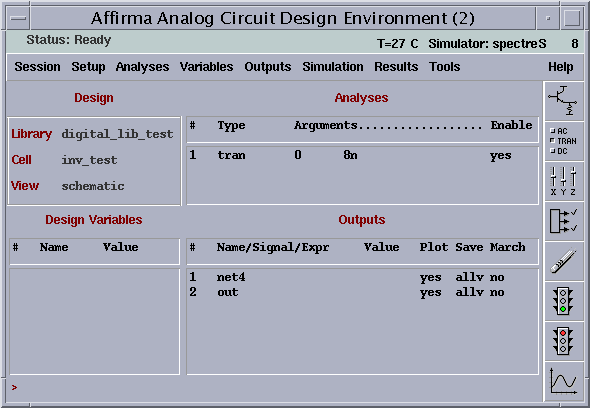 Affirma Analog Circuit Design Environment (2)
Status: Ready
T=27 C Simulator: spectreS 8
Session Setup Analyses Variables Outputs Simulation Results Tools Help
Design
Analyses
# Type Arguments.................. Enable
Library digital_lib_test
Cell inv_test
View schematic
1 tran 0 8n yes
AC
TRAN
DC
X Y Z
Design Variables
Outputs
# Name Value
# Name/Signal/Expr Value Plot Save March
1 net4 yes allv no
2 out yes allv no
>